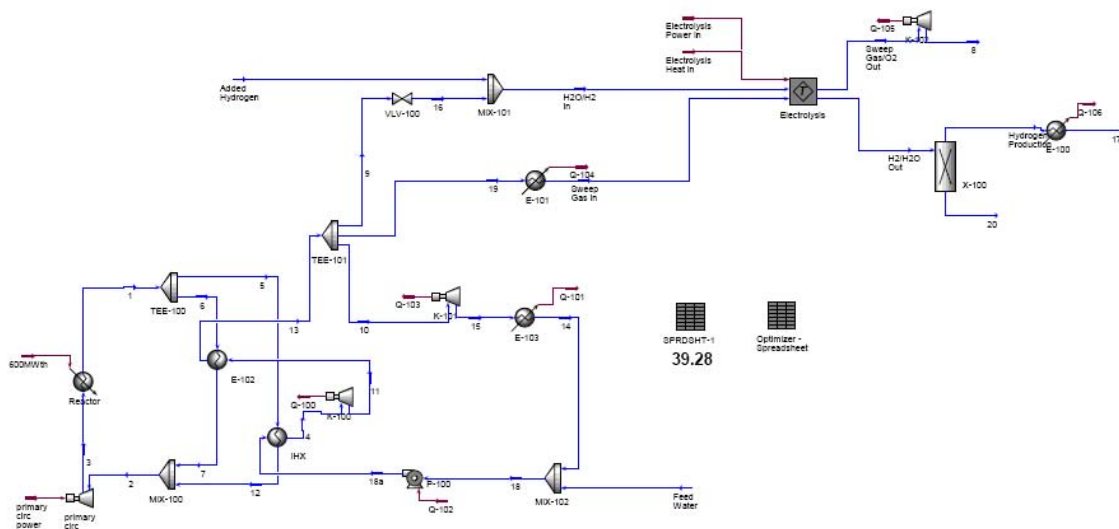 Electrolysis
Power In
Electrolysis
Heat In
Q-105
K-102
Sweep
Gas/O2
Out
8
Added
Hydrogen
VLV-100
16
MIX-101
H2O/H2
In
Electrolysis
Q-106
Hydrogen
Production
E-100
17
H2/H2O
Out
X-100
20
9
19
Q-104
E-101
Sweep
Gas In
TEE-101
1
TEE-100
5
6
13
10
Q-103
K-101
15
Q-101
E-103
14
SPRDSHT-1
39.28
Optimizer -
Spreadsheet
600MWth
Reactor
E-102
Q-100
K-100
11
4
IHX
3
2
7
MIX-100
12
18a
P-100
Q-102
18
MIX-102
Feed
Water
primary
circ
power
primary
circ